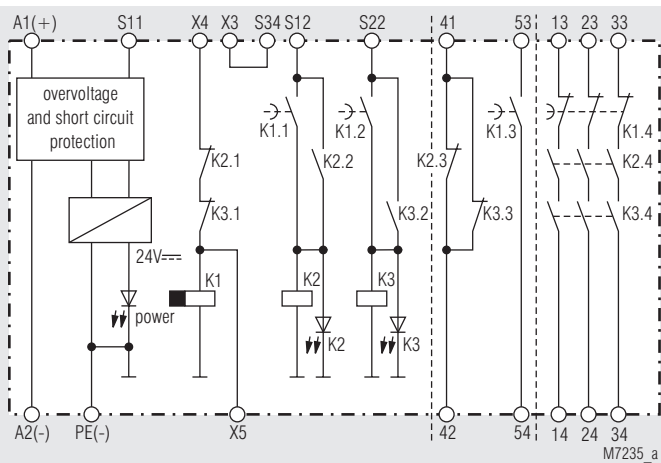 A1(+) S11 X4 X3 S34 S12 S22 41 53 13 23 33
overvoltage
and short circuit
protection
K1.1 K1.2 K1.3 K1.4
K2.1 K2.2 K2.3 K2.4
K3.1 K3.2 K3.3 K3.4
24V
K1 K2 K3
power
K2 K3
A2(-) PE(-) X5 42 54 14 24 34
M7235_a